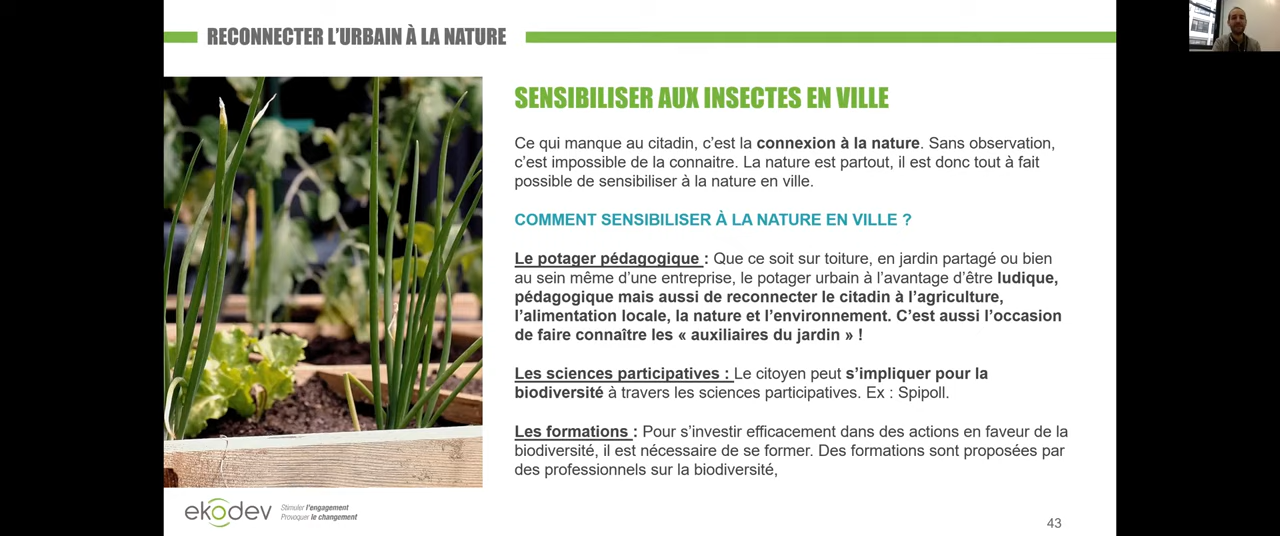 RECONNECTER L'URBAIN À LA NATURE
SENSIBILISER AUX INSECTES EN VILLE
Ce qui manque au citadin, c'est la connexion à la nature. Sans observation,
c'est impossible de la connaitre. La nature est partout, il est donc tout à fait
possible de sensibiliser à la nature en ville.
COMMENT SENSIBILISER À LA NATURE EN VILLE ?
Le potager pédagogique : Que ce soit sur toiture, en jardin partagé ou bien
au sein même d'une entreprise, le potager urbain à l'avantage d'être ludique,
pédagogique mais aussi de reconnecter le citadin à l'agriculture,
l'alimentation locale, la nature et l'environnement. C'est aussi l'occasion
de faire connaître les « auxiliaires du jardin » !
Les sciences participatives : Le citoyen peut s'impliquer pour la
biodiversité à travers les sciences participatives. Ex : Spipoll.
Les formations : Pour s'investir efficacement dans des actions en faveur de la
biodiversité, il est nécessaire de se former. Des formations sont proposées par
des professionnels sur la biodiversité,
ekodev
Stimuler l'engagement
Provoquer le changement
43